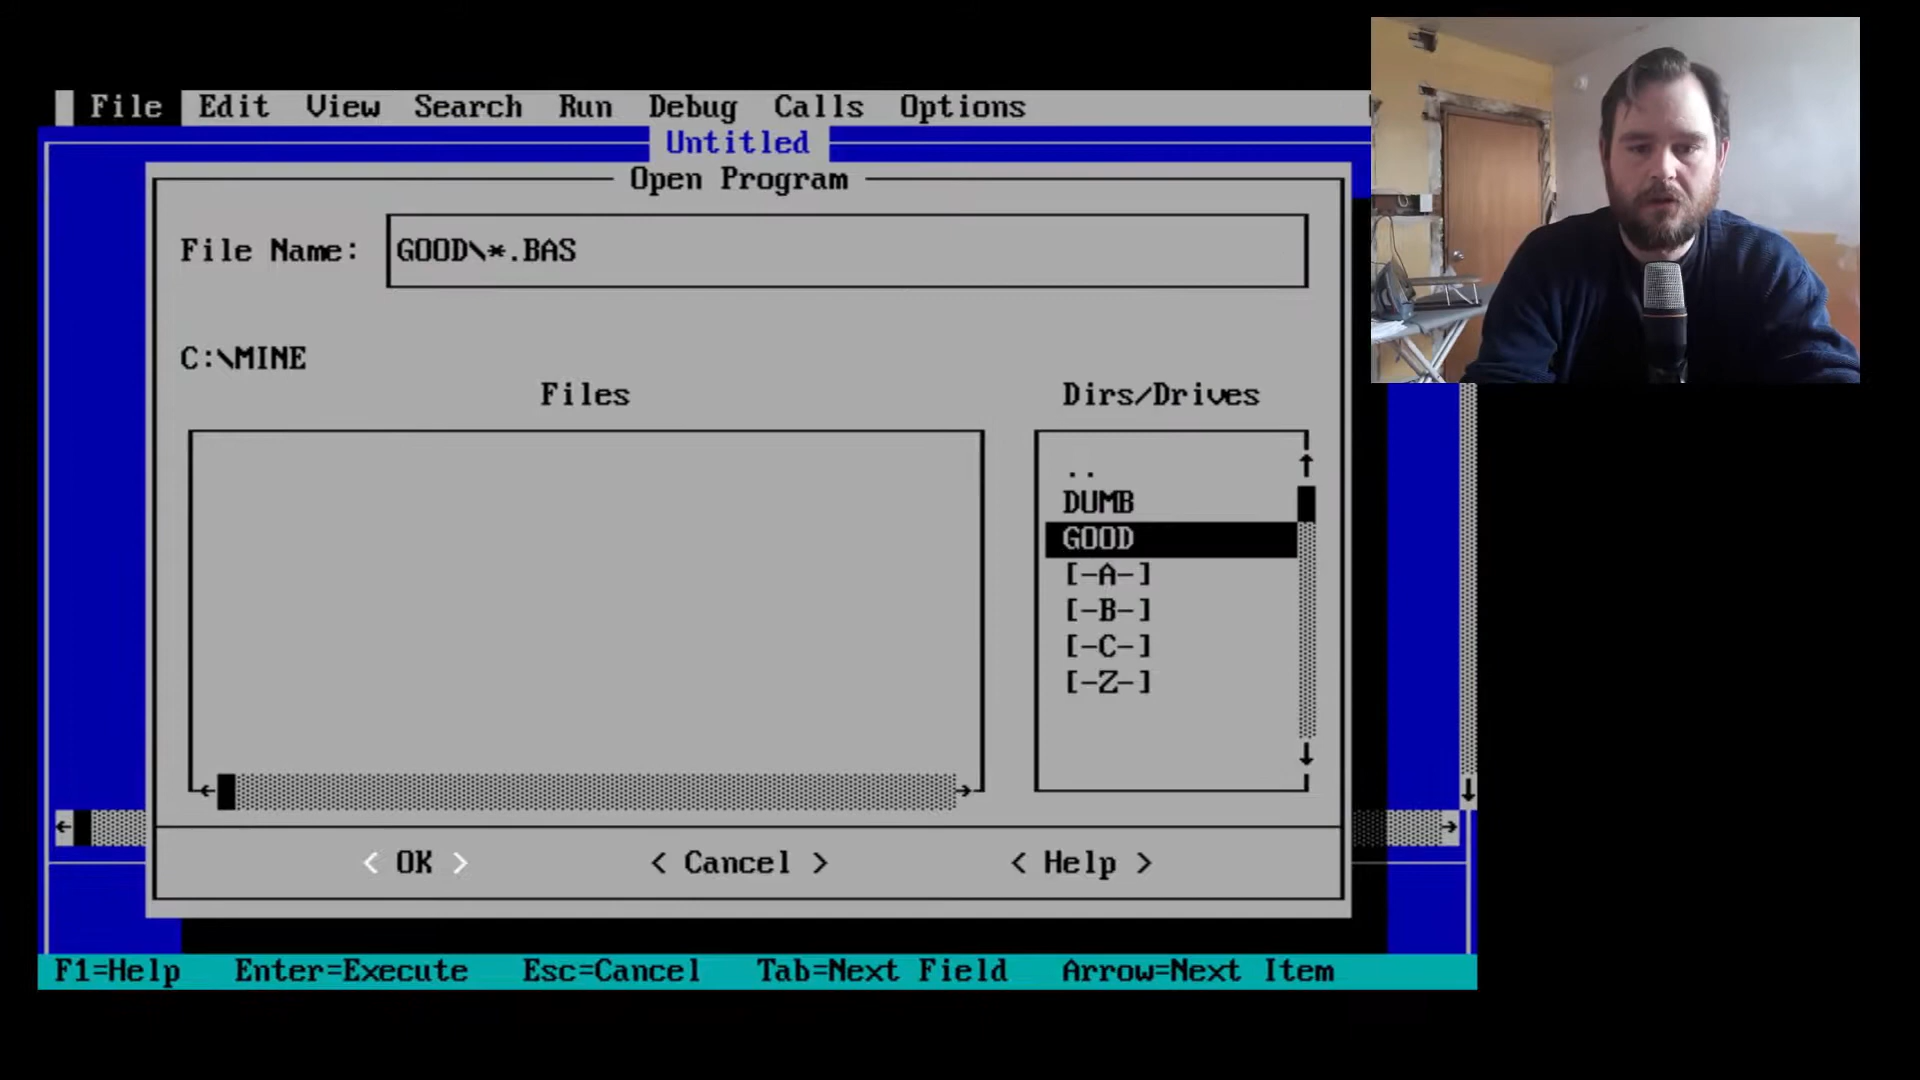 File Edit View Search Run Debug Calls Options
Untitled
Open Program
File Name: GOOD\*.BAS
C:\MINE
Files
Dirs/Drives
..
DUMB
GOOD
[-A-]
[-B-]
[-C-]
[-Z-]
< OK > < Cancel > < Help >
F1=Help Enter=Execute Esc=Cancel Tab=Next Field Arrow=Next Item